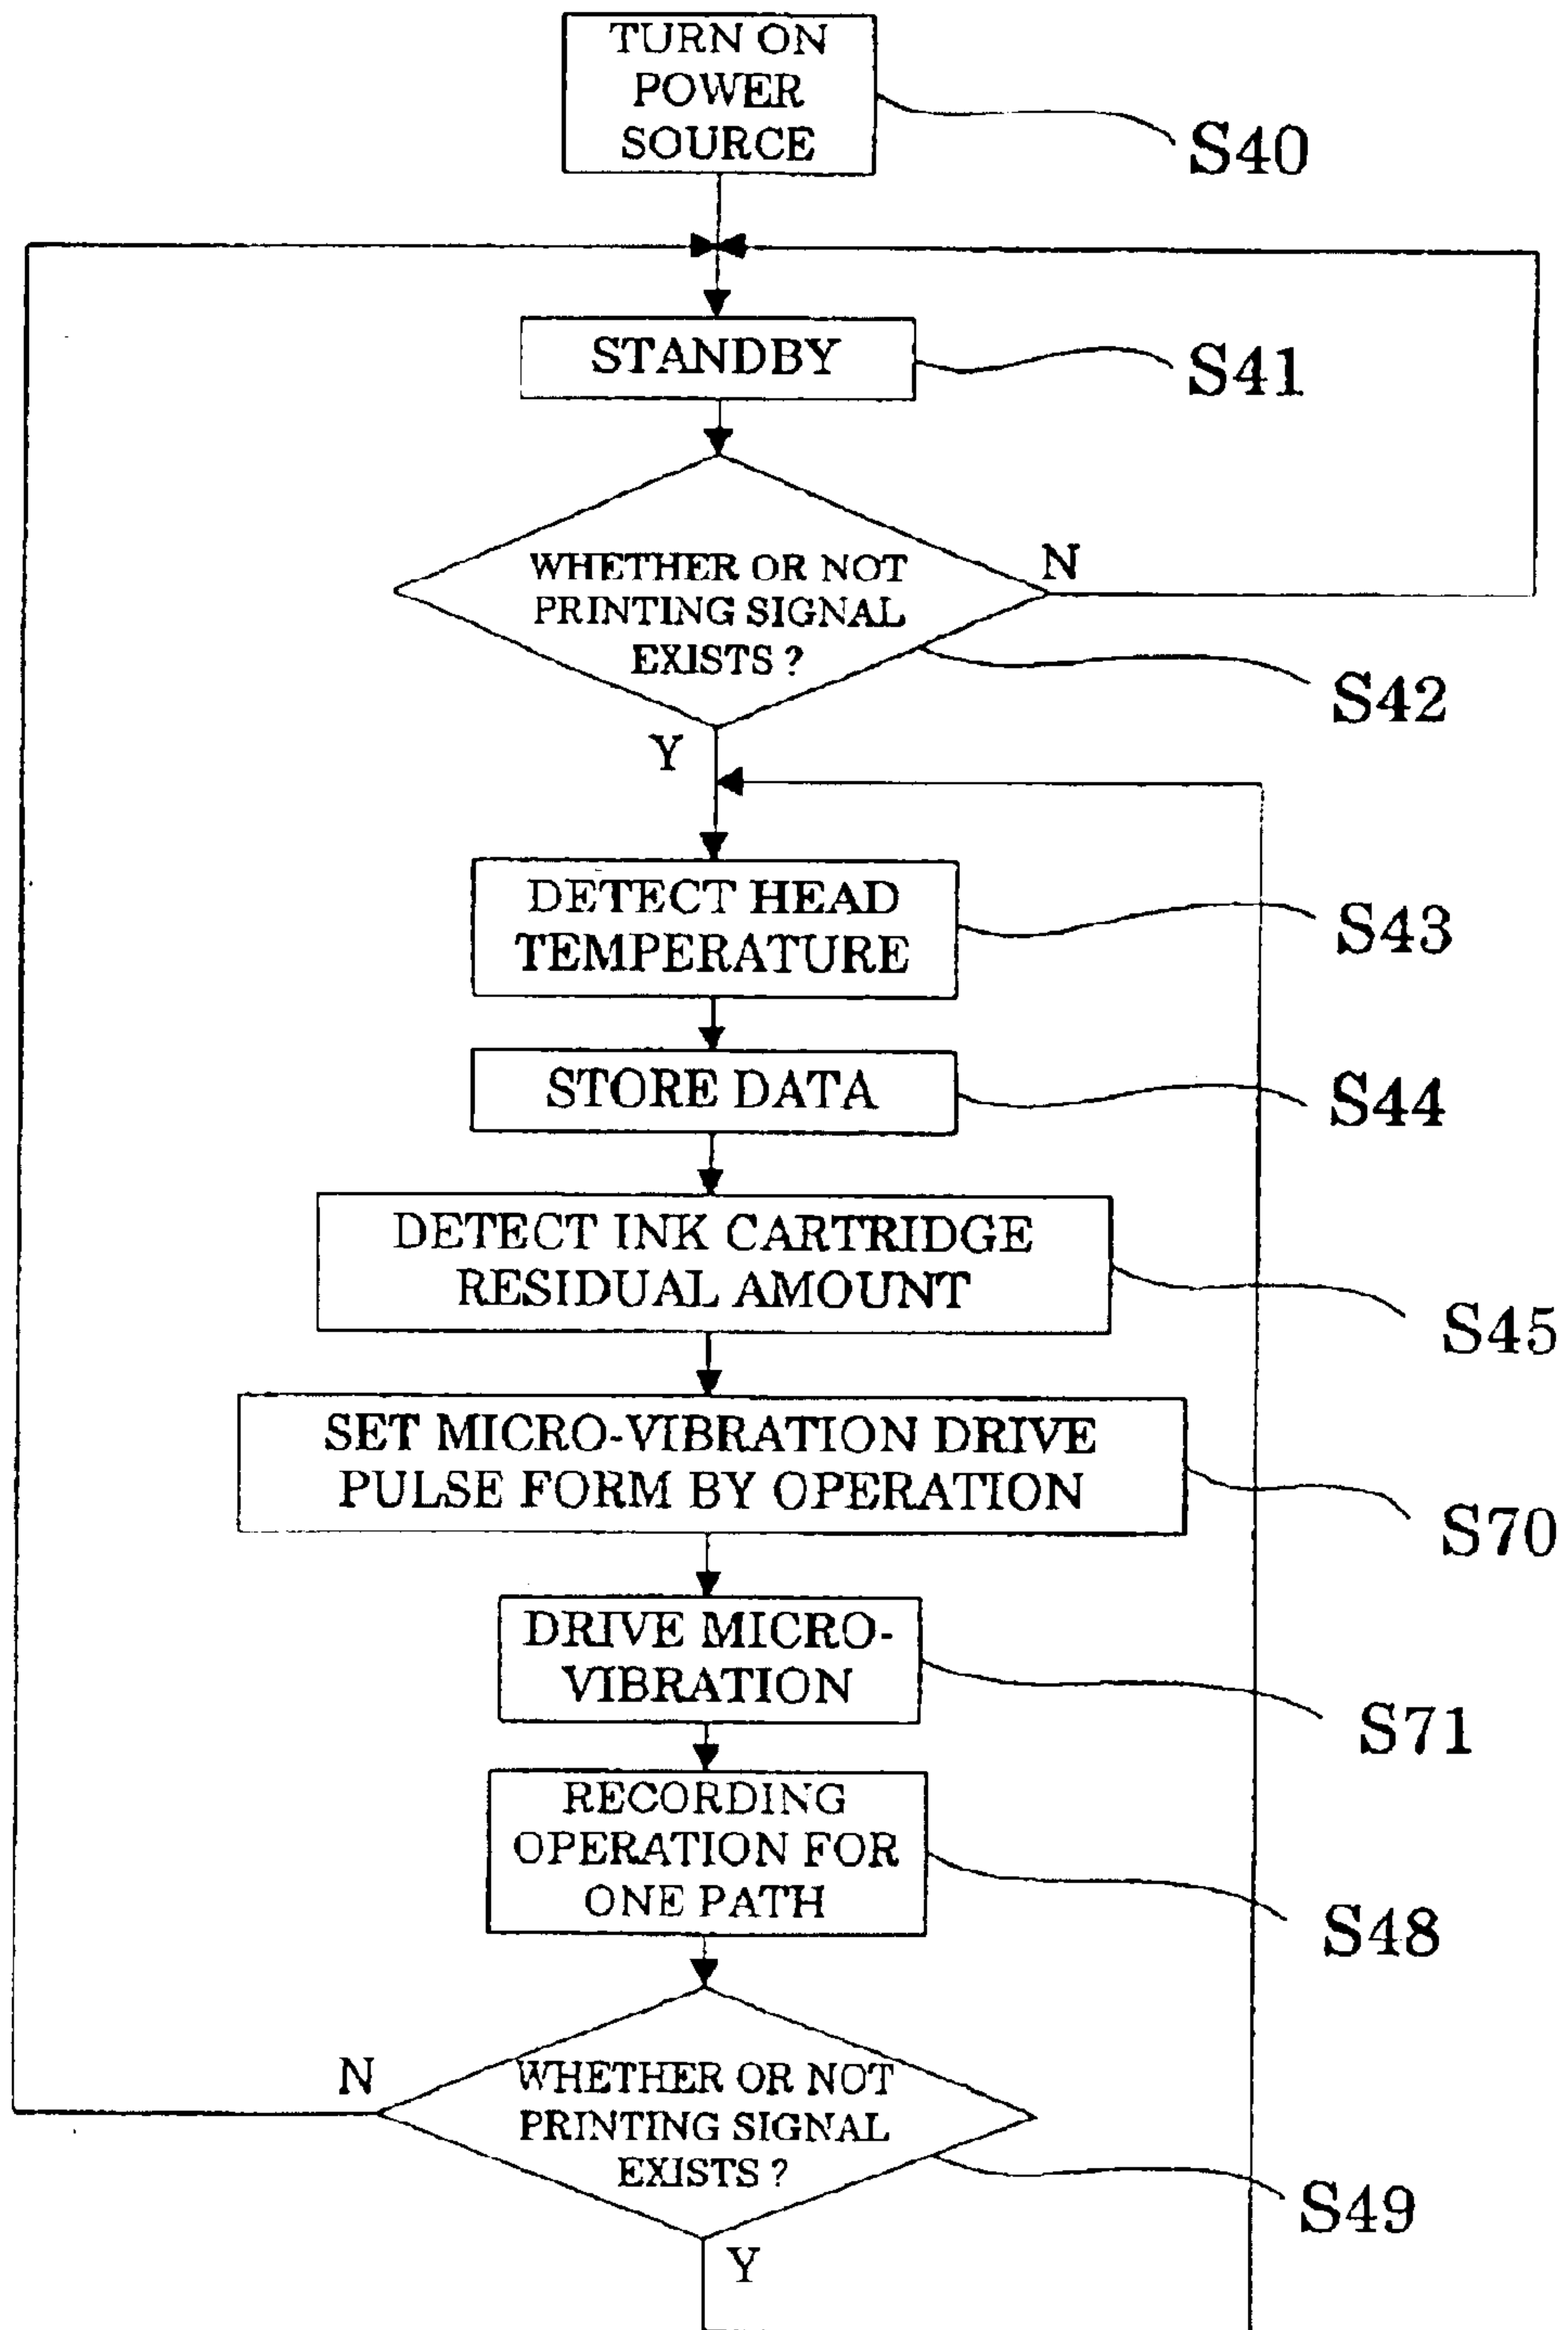 TURN ON
POWER
SOURCE
S40
STANDBY
S41
WHETHER OR NOT
PRINTING SIGNAL
EXISTS ?
N
S42
Y
DETECT HEAD
TEMPERATURE
S43
STORE DATA
S44
DETECT INK CARTRIDGE
RESIDUAL AMOUNT
S45
SET MICRO-VIBRATION DRIVE
PULSE FORM BY OPERATION
S70
DRIVE MICRO-
VIBRATION
S71
RECORDING
OPERATION FOR
ONE PATH
S48
N
WHETHER OR NOT
PRINTING SIGNAL
EXISTS ?
S49
Y